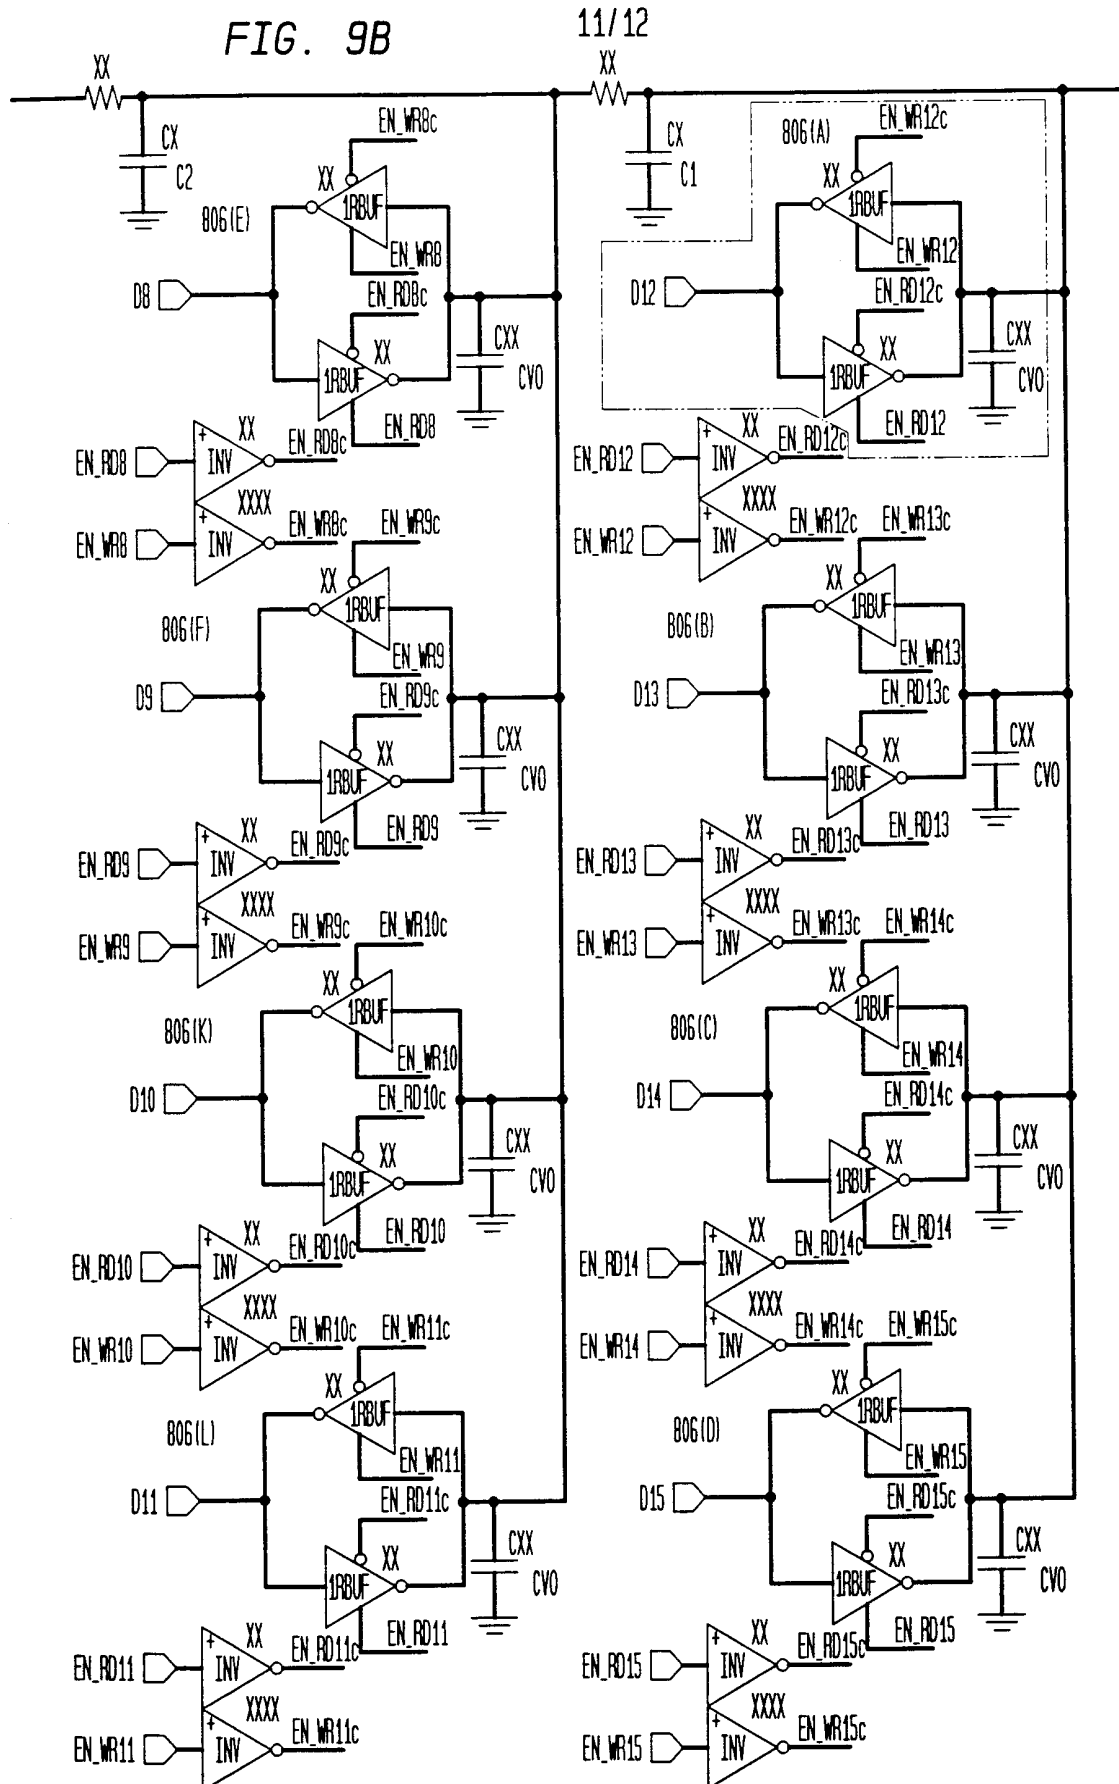 FIG. 9B
11/12
XX
CX
C2
EN_WR8c
806(E)
XX
1RBUF
EN_WR8
D8
EN_RD8c
XX
1RBUF
CXX
CVO
EN_RD8
EN_RD8
XX
INV
EN_RD8c
EN_WR8
XXXX
INV
EN_WR8c
EN_WR9c
806(F)
XX
1RBUF
EN_WR9
D9
EN_RD9c
XX
1RBUF
CXX
CVO
EN_RD9
EN_RD9
XX
INV
EN_RD9c
EN_WR9
XXXX
INV
EN_WR9c
EN_WR10c
806(K)
XX
1RBUF
EN_WR10
D10
EN_RD10c
XX
1RBUF
CXX
CVO
EN_RD10
EN_RD10
XX
INV
EN_RD10c
EN_WR10
XXXX
INV
EN_WR10c
EN_WR11c
806(L)
XX
1RBUF
EN_WR11
D11
EN_RD11c
XX
1RBUF
CXX
CVO
EN_RD11
EN_RD11
XX
INV
EN_RD11c
EN_WR11
XXXX
INV
EN_WR11c
XX
CX
C1
806(A)
EN_WR12c
XX
1RBUF
EN_WR12
D12
EN_RD12c
XX
1RBUF
CXX
CVO
EN_RD12
EN_RD12
XX
INV
EN_RD12c
EN_WR12
XXXX
INV
EN_WR12c
EN_WR13c
806(B)
XX
1RBUF
EN_WR13
D13
EN_RD13c
XX
1RBUF
CXX
CVO
EN_RD13
EN_RD13
XX
INV
EN_RD13c
EN_WR13
XXXX
INV
EN_WR13c
EN_WR14c
806(C)
XX
1RBUF
EN_WR14
D14
EN_RD14c
XX
1RBUF
CXX
CVO
EN_RD14
EN_RD14
XX
INV
EN_RD14c
EN_WR14
XXXX
INV
EN_WR14c
EN_WR15c
806(D)
XX
1RBUF
EN_WR15
D15
EN_RD15c
XX
1RBUF
CXX
CVO
EN_RD15
EN_RD15
XX
INV
EN_RD15c
EN_WR15
XXXX
INV
EN_WR15c